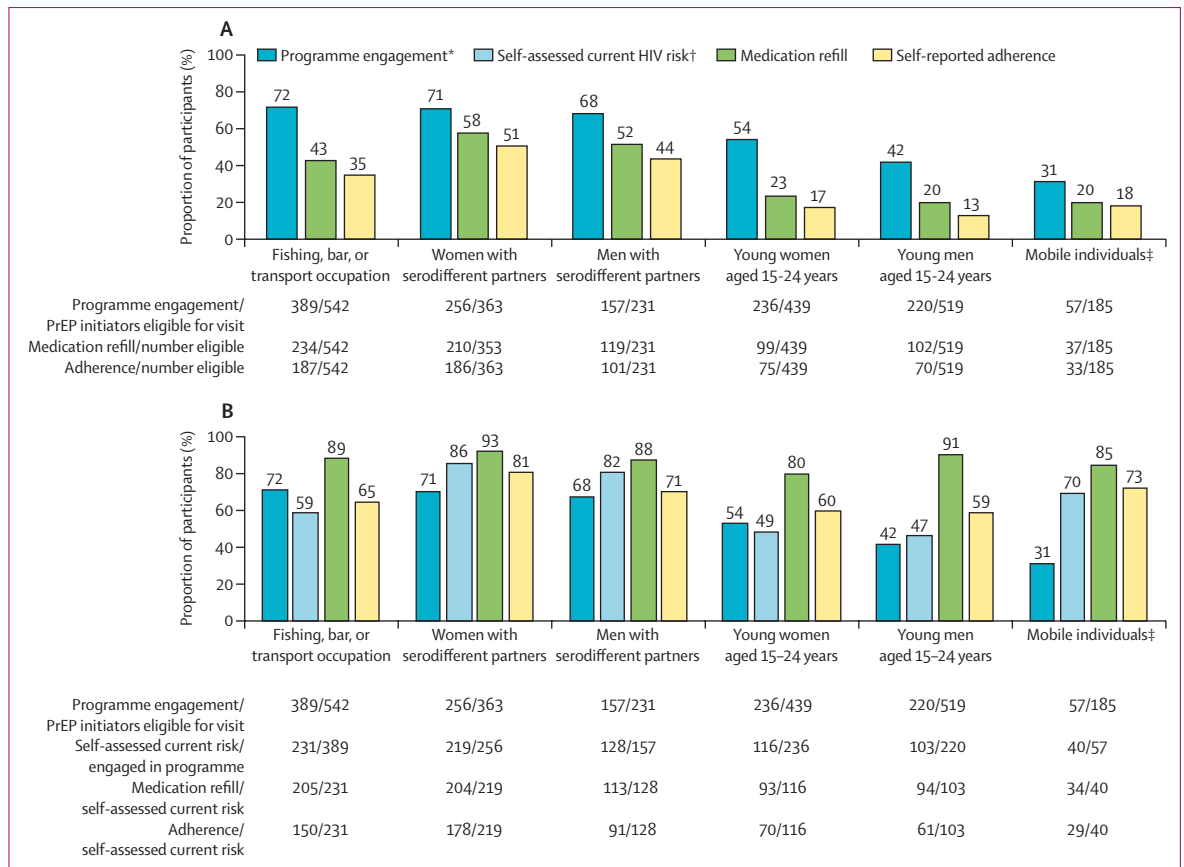 A
Programme engagement* Self-assessed current HIV risk† Medication refill Self-reported adherence
Proportion of participants (%)
100
80
60
40
20
0
72 43 35
71 58 51
68 52 44
54 23 17
42 20 13
31 20 18
Fishing, bar, or Women with Men with Young women Young men Mobile individuals‡
transport occupation serodifferent partners serodifferent partners aged 15-24 years aged 15-24 years
Programme engagement/ 389/542 256/363 157/231 236/439 220/519 57/185
PrEP initiators eligible for visit
Medication refill/number eligible 234/542 210/353 119/231 99/439 102/519 37/185
Adherence/number eligible 187/542 186/363 101/231 75/439 70/519 33/185
B
Proportion of participants (%)
100
80
60
40
20
0
72 59 89 65
71 86 93 81
68 82 88 71
54 49 80 60
42 47 91 59
31 70 85 73
Fishing, bar, or Women with Men with Young women Young men Mobile individuals‡
transport occupation serodifferent partners serodifferent partners aged 15–24 years aged 15–24 years
Programme engagement/ 389/542 256/363 157/231 236/439 220/519 57/185
PrEP initiators eligible for visit
Self-assessed current risk/ 231/389 219/256 128/157 116/236 103/220 40/57
engaged in programme
Medication refill/ 205/231 204/219 113/128 93/116 94/103 34/40
self-assessed current risk
Adherence/ 150/231 178/219 91/128 70/116 61/103 29/40
self-assessed current risk